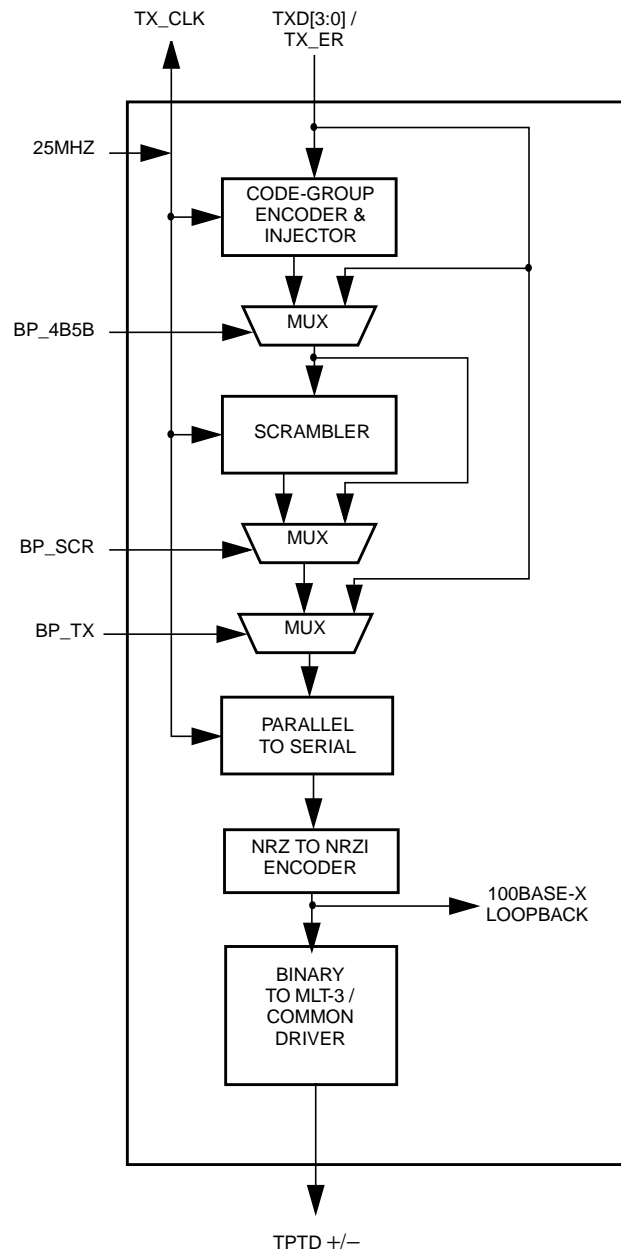 TX_CLK
TXD[3:0] /
TX_ER
25MHZ
CODE-GROUP
ENCODER &
INJECTOR
MUX
BP_4B5B
SCRAMBLER
MUX
BP_SCR
MUX
BP_TX
PARALLEL
TO SERIAL
NRZ TO NRZI
ENCODER
100BASE-X
LOOPBACK
BINARY
TO MLT-3 /
COMMON
DRIVER
TPTD +/−